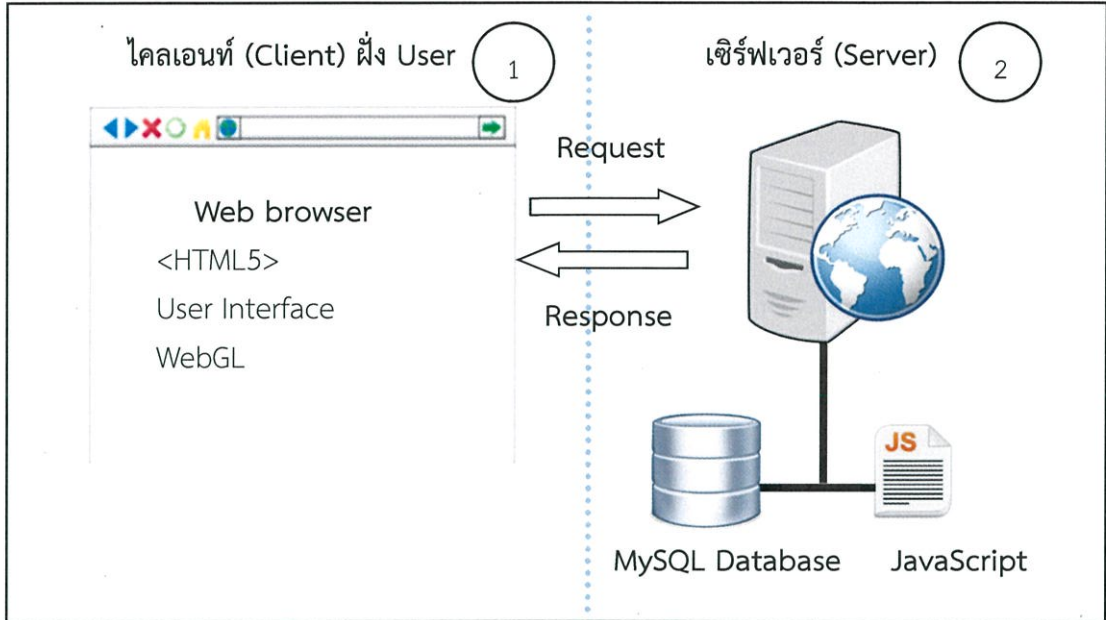 ไคลเอนท์ (Client) ฝั่ง User
1
Web browser
<HTML5>
User Interface
WebGL
Request
Response
เซิร์ฟเวอร์ (Server)
2
JS
MySQL Database
JavaScript